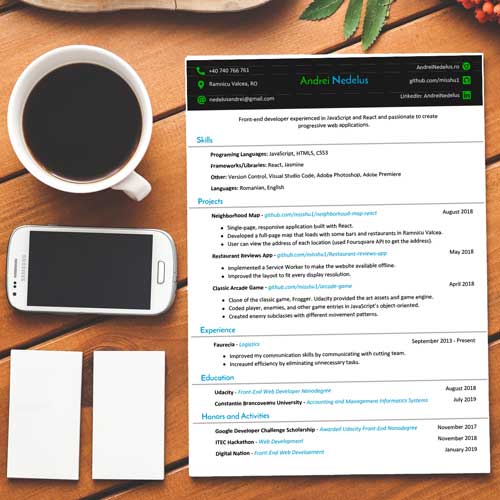 +40 740 766 761
Ramnicu Valcea, RO
nedelusandrei@gmail.com
Andrei Nedelus
AndreiNedelus.ro
github.com/misshu1
LinkedIn: AndreiNedelus
Front-end developer experienced in JavaScript and React and passionate to create
progressive web applications.
Skills
Programing Languages: JavaScript, HTML5, CSS3
Frameworks/Libraries: React, Jasmine
Other: Version Control, Visual Studio Code, Adobe Photoshop, Adobe Premiere
Languages: Romanian, English
Projects
Neighborhood Map - github.com/misshu1/neighborhoud-map-react August 2018
• Single-page, responsive application built with React.
• Developed a full-page map that loads with some bars and restaurants in Ramnicu Valcea.
• User can view the address of each location (used Foursquare API to get the address).
Restaurant Reviews App - github.com/misshu1/Restaurant-reviews-app May 2018
• Implemented a Service Worker to make the website available offline.
• Improved the layout to fit every display resolution.
Classic Arcade Game - github.com/misshu1/arcade-game April 2018
• Clone of the classic game, Frogger. Udacity provided the art assets and game engine.
• Coded player, enemies, and other game entries in JavaScript's object-oriented.
• Created enemy subclasses with different movement patterns.
Experience
Faurecia - Logistics September 2013 - Present
• Improved my communication skills by communicating with cutting team.
• Increased efficiency by eliminating unnecessary tasks.
Education
Udacity - Front-End Web Developer Nanodegree August 2018
Constantin Brancoveanu University - Accounting and Management Informatics Systems July 2019
Honors and Activities
Google Developer Challenge Scholarship - Awarded Udacity Front-End Nanodegree November 2017
ITEC Hackathon - Web Development November 2018
Digital Nation - Front-End Web Development January 2019
SAMSUNG